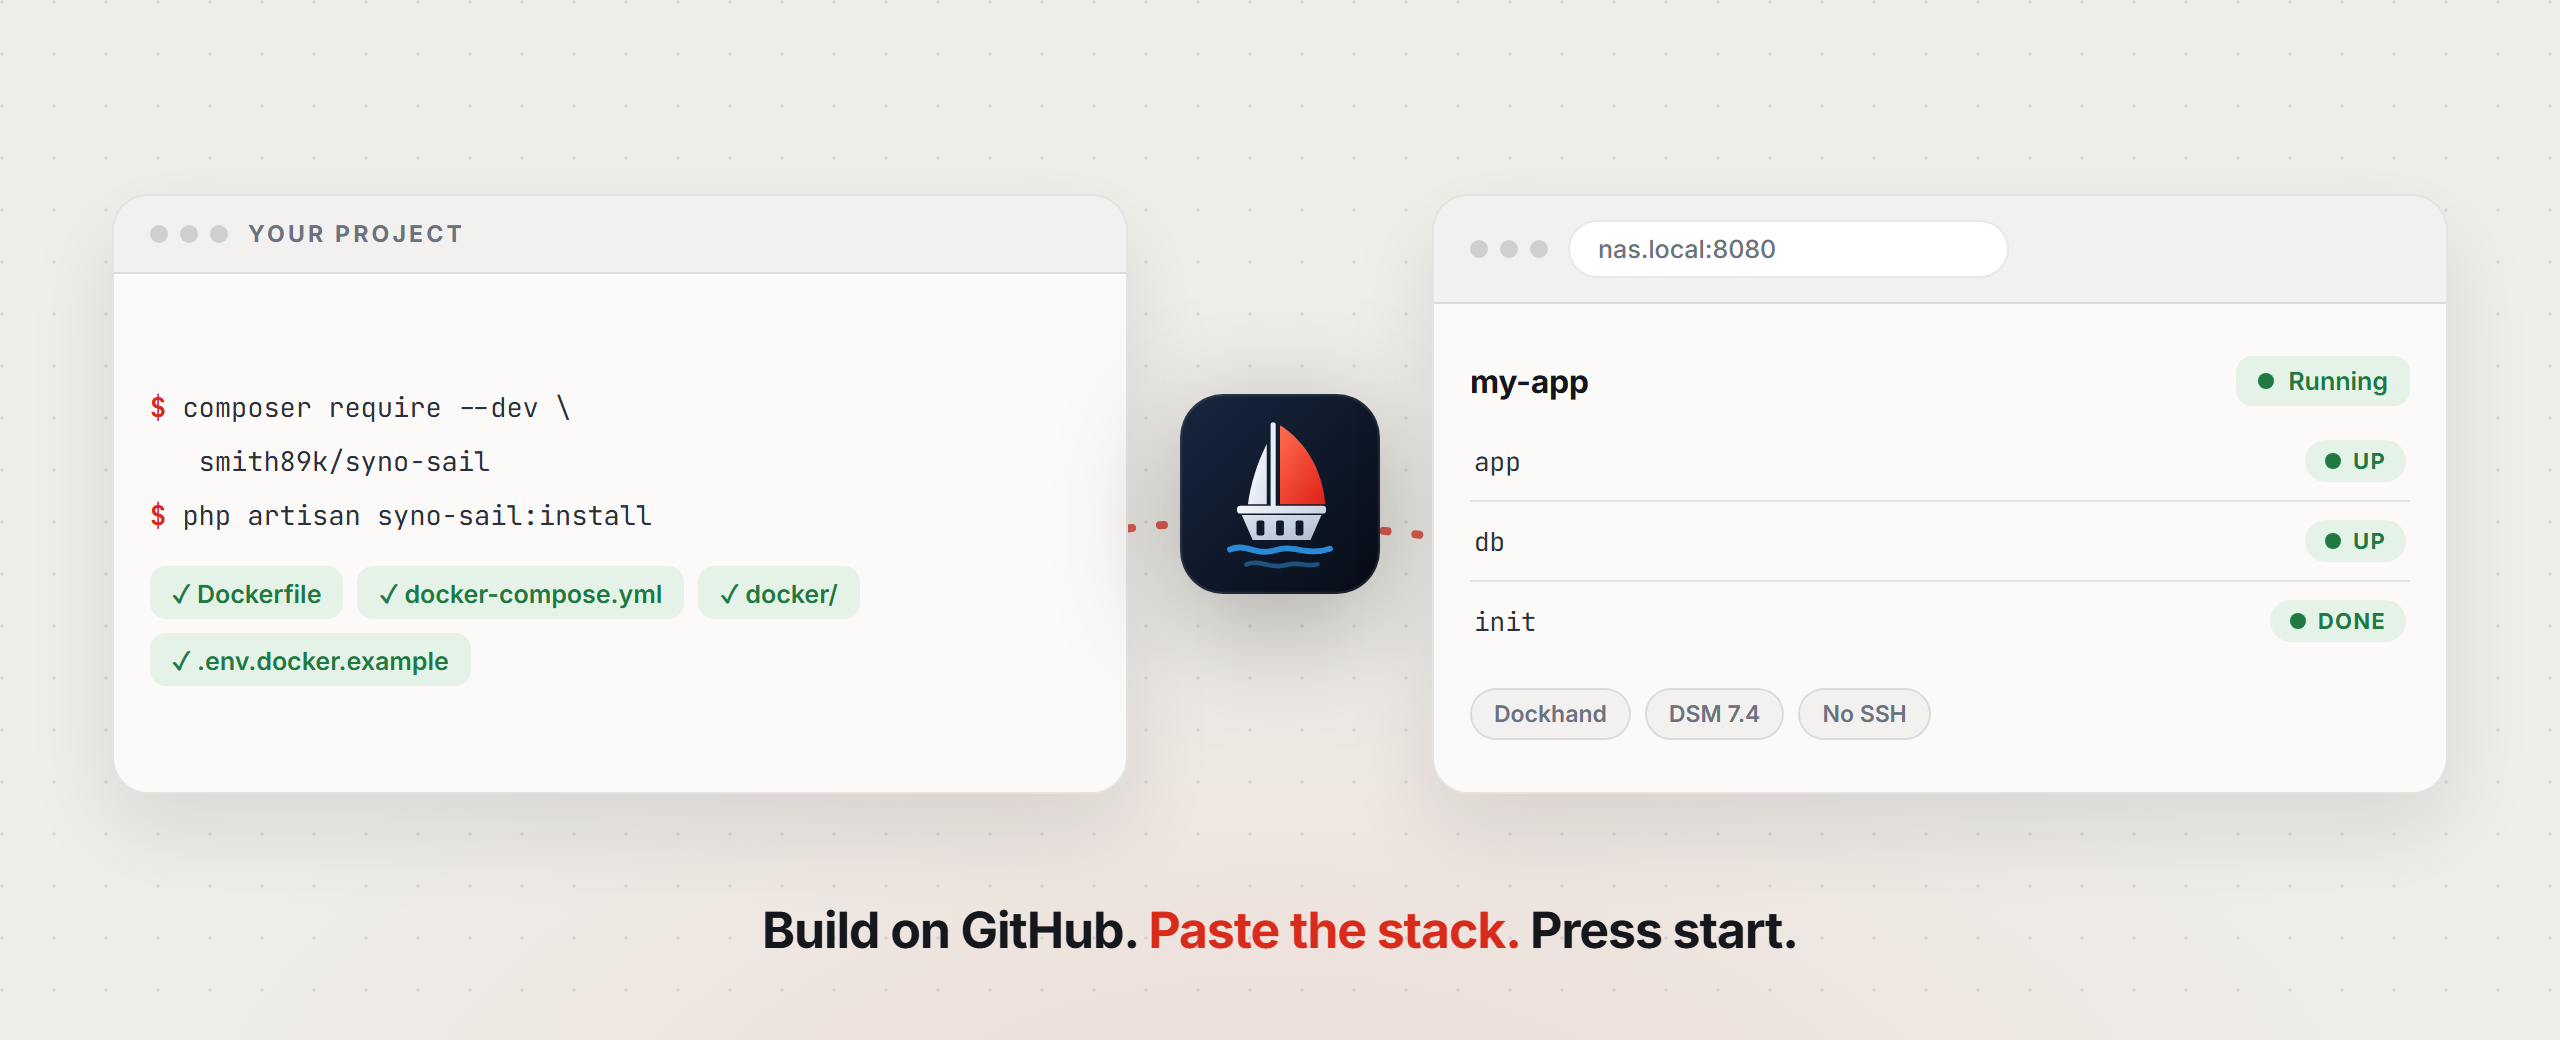 YOUR PROJECT
$ composer require --dev \
smith89k/syno-sail
$ php artisan syno-sail:install
✓ Dockerfile ✓ docker-compose.yml ✓ docker/
✓ .env.docker.example
nas.local:8080
my-app Running
app UP
db UP
init DONE
Dockhand DSM 7.4 No SSH
Build on GitHub. Paste the stack. Press start.